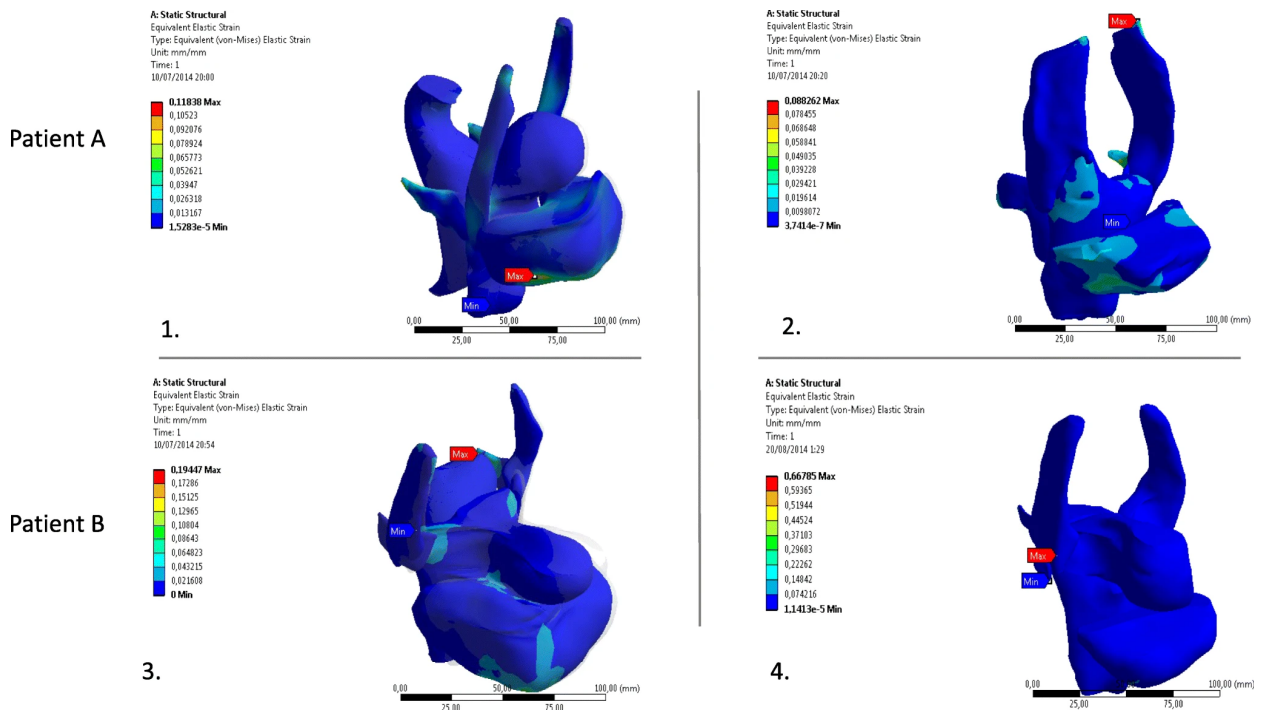 Patient A
A: Static Structural
Equivalent Elastic Strain
Type: Equivalent (von-Mises) Elastic Strain
Unit: mm/mm
Time: 1
10/07/2014 20:00
0,11838 Max
0,10523
0,092076
0,078924
0,065773
0,052621
0,03947
0,026318
0,013167
1,5283e-5 Min
Max
Min
0,00 50,00 100,00 (mm)
25,00 75,00
1.
A: Static Structural
Equivalent Elastic Strain
Type: Equivalent (von-Mises) Elastic Strain
Unit: mm/mm
Time: 1
10/07/2014 20:20
0,088262 Max
0,078455
0,068648
0,058841
0,049035
0,039228
0,029421
0,019614
0,0098072
3,7414e-7 Min
Max
Min
0,00 50,00 100,00 (mm)
25,00 75,00
2.
Patient B
A: Static Structural
Equivalent Elastic Strain
Type: Equivalent (von-Mises) Elastic Strain
Unit: mm/mm
Time: 1
10/07/2014 20:54
0,19447 Max
0,17286
0,15125
0,12965
0,10804
0,08643
0,064823
0,043215
0,021608
0 Min
Max
Min
0,00 50,00 100,00 (mm)
25,00 75,00
3.
A: Static Structural
Equivalent Elastic Strain
Type: Equivalent (von-Mises) Elastic Strain
Unit: mm/mm
Time: 1
20/08/2014 1:29
0,66785 Max
0,59365
0,51944
0,44524
0,37103
0,29683
0,22262
0,14842
0,074216
1,1413e-5 Min
Max
Min
0,00 50,00 100,00 (mm)
25,00 75,00
4.